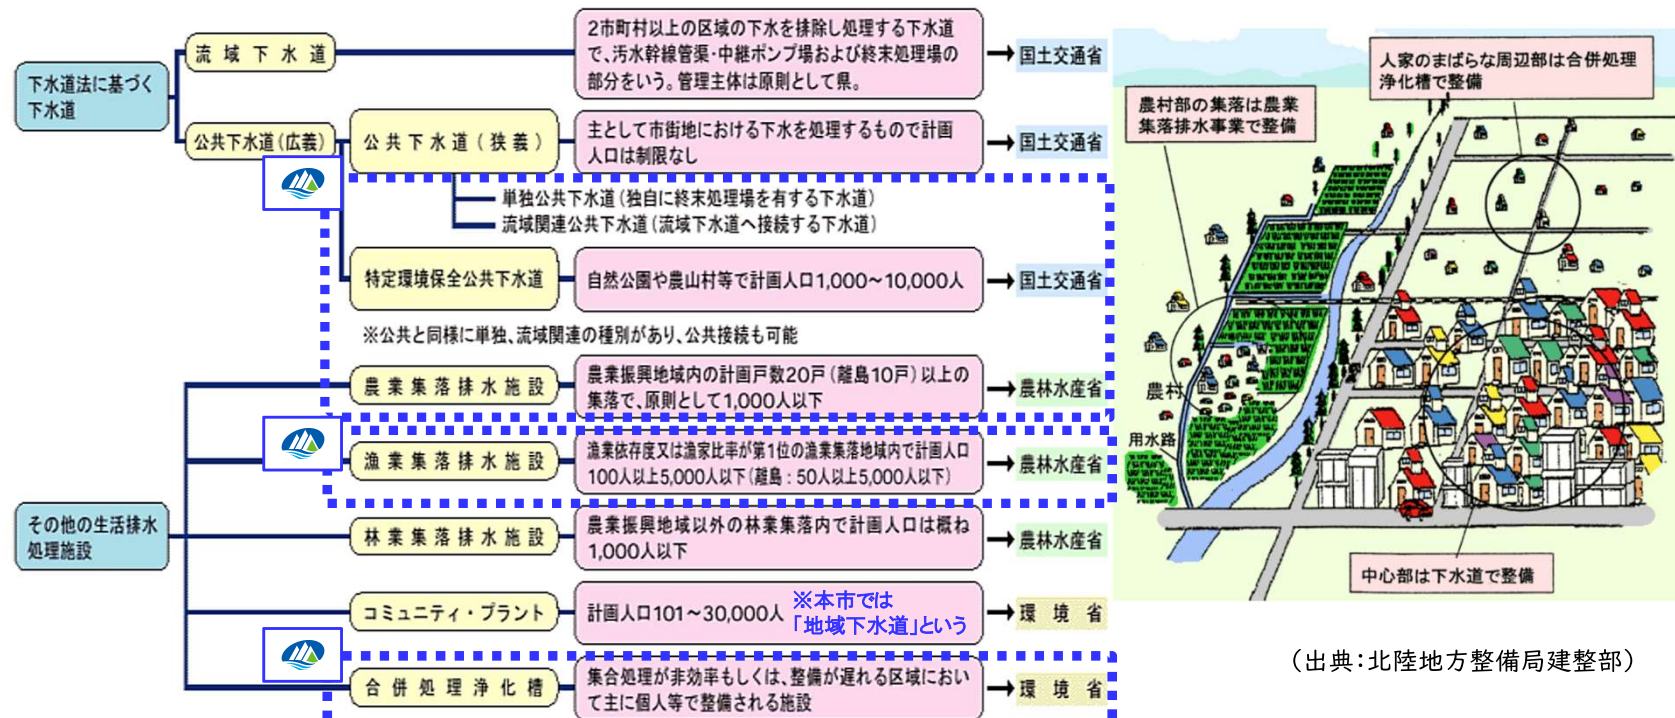 下水道法に基づく
下水道
流域下水道
2市町村以上の区域の下水を排除し処理する下水道
で、汚水幹線管渠・中継ポンプ場および終末処理場の
部分をいう。管理主体は原則として県。
国土交通省
公共下水道(広義)
公共下水道(狭義)
主として市街地における下水を処理するもので計画
人口は制限なし
国土交通省
単独公共下水道(独自に終末処理場を有する下水道)
流域関連公共下水道(流域下水道へ接続する下水道)
特定環境保全公共下水道
自然公園や農山村等で計画人口1,000〜10,000人
国土交通省
※公共と同様に単独、流域関連の種別があり、公共接続も可能
その他の生活排水
処理施設
農業集落排水施設
農業振興地域内の計画戸数20戸(離島10戸)以上の
集落で、原則として1,000人以下
農林水産省
漁業集落排水施設
漁業依存度又は漁家比率が第1位の漁業集落地域内で計画人口
100人以上5,000人以下(離島:50人以上5,000人以下)
農林水産省
林業集落排水施設
農業振興地域以外の林業集落内で計画人口は概ね
1,000人以下
農林水産省
コミュニティ・プラント
計画人口101〜30,000人
※本市では
「地域下水道」という
環境省
合併処理浄化槽
集合処理が非効率もしくは、整備が遅れる区域におい
て主に個人等で整備される施設
環境省
人家のまばらな周辺部は合併処理
浄化槽で整備
農村部の集落は農業
集落排水事業で整備
農村
用水路
中心部は下水道で整備
(出典:北陸地方整備局建整部)